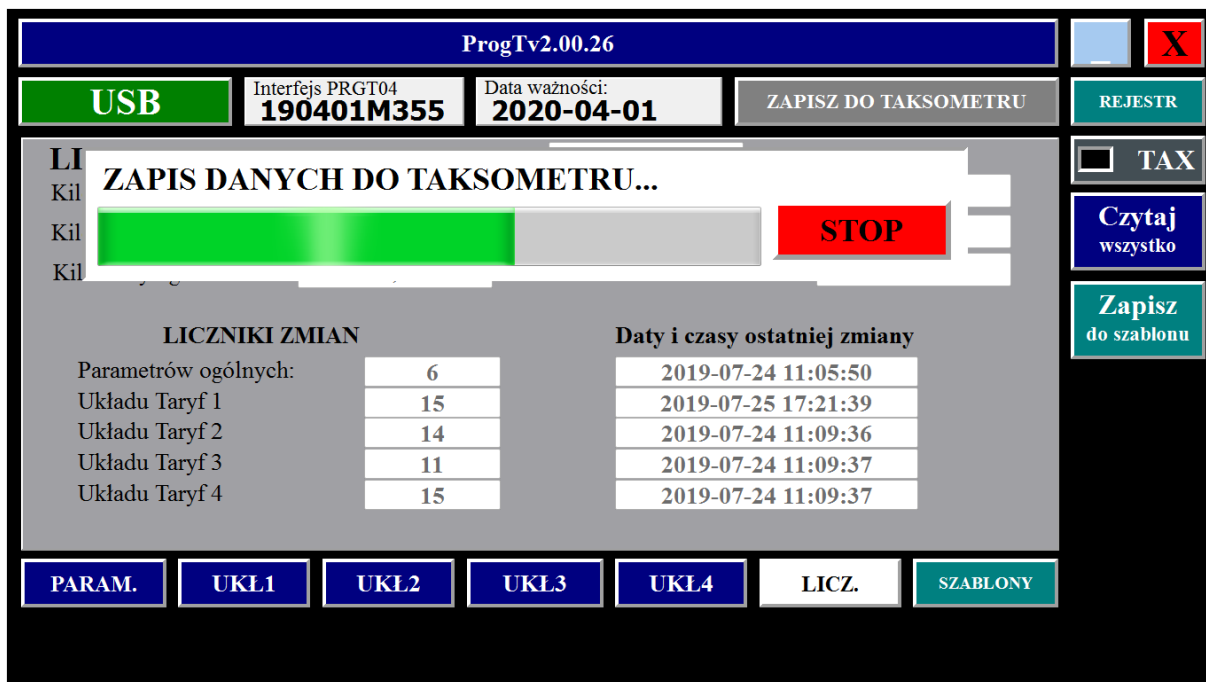 ProgTv2.00.26
_
X
USB
Interfejs PRGT04
190401M355
Data ważności:
2020-04-01
ZAPISZ DO TAKSOMETRU
REJESTR
TAX
ZAPIS DANYCH DO TAKSOMETRU...
STOP
LI
Kil
Kil
Kil
Czytaj
wszystko
Zapisz
do szablonu
LICZNIKI ZMIAN
Daty i czasy ostatniej zmiany
Parametrów ogólnych: 6 2019-07-24 11:05:50
Układu Taryf 1 15 2019-07-25 17:21:39
Układu Taryf 2 14 2019-07-24 11:09:36
Układu Taryf 3 11 2019-07-24 11:09:37
Układu Taryf 4 15 2019-07-24 11:09:37
PARAM. UKŁ1 UKŁ2 UKŁ3 UKŁ4 LICZ. SZABLONY